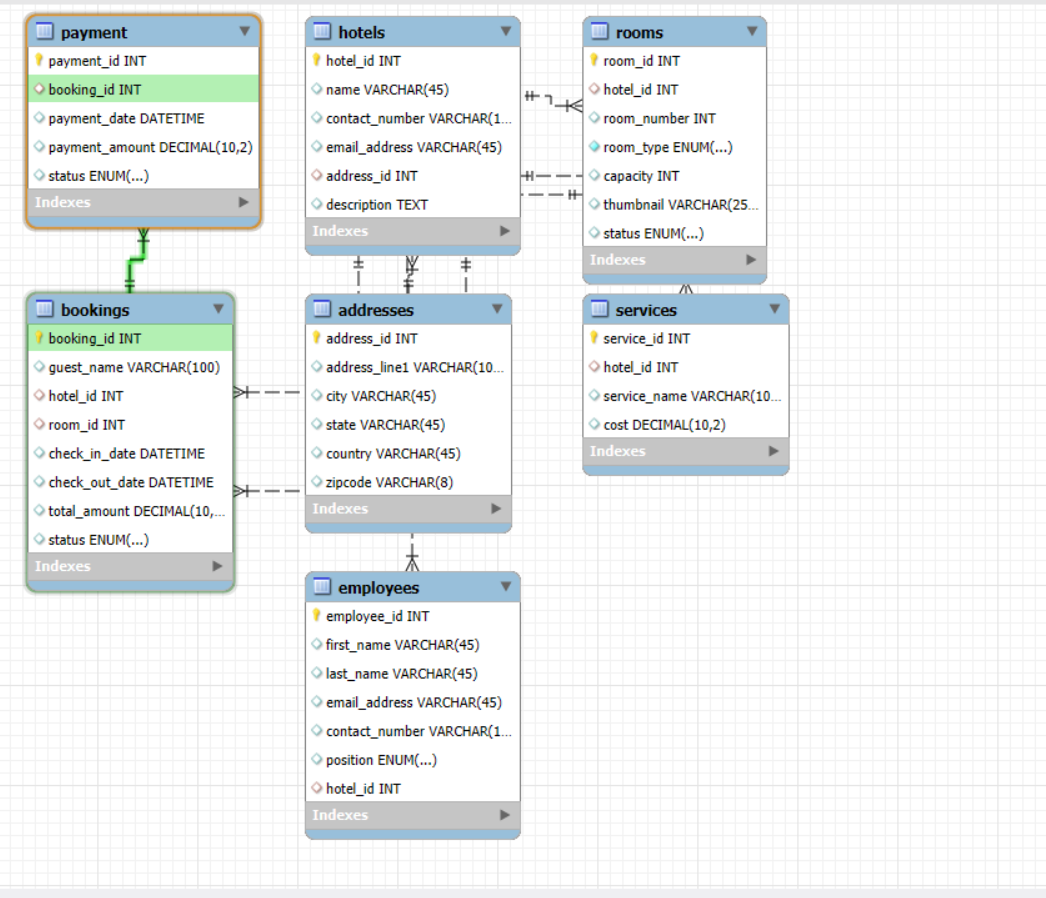 payment
payment_id INT
booking_id INT
payment_date DATETIME
payment_amount DECIMAL(10,2)
status ENUM(...)
Indexes
hotels
hotel_id INT
name VARCHAR(45)
contact_number VARCHAR(1...
email_address VARCHAR(45)
address_id INT
description TEXT
Indexes
rooms
room_id INT
hotel_id INT
room_number INT
room_type ENUM(...)
capacity INT
thumbnail VARCHAR(25...
status ENUM(...)
Indexes
bookings
booking_id INT
guest_name VARCHAR(100)
hotel_id INT
room_id INT
check_in_date DATETIME
check_out_date DATETIME
total_amount DECIMAL(10,...
status ENUM(...)
Indexes
addresses
address_id INT
address_line1 VARCHAR(10...
city VARCHAR(45)
state VARCHAR(45)
country VARCHAR(45)
zipcode VARCHAR(8)
Indexes
services
service_id INT
hotel_id INT
service_name VARCHAR(10...
cost DECIMAL(10,2)
Indexes
employees
employee_id INT
first_name VARCHAR(45)
last_name VARCHAR(45)
email_address VARCHAR(45)
contact_number VARCHAR(1...
position ENUM(...)
hotel_id INT
Indexes